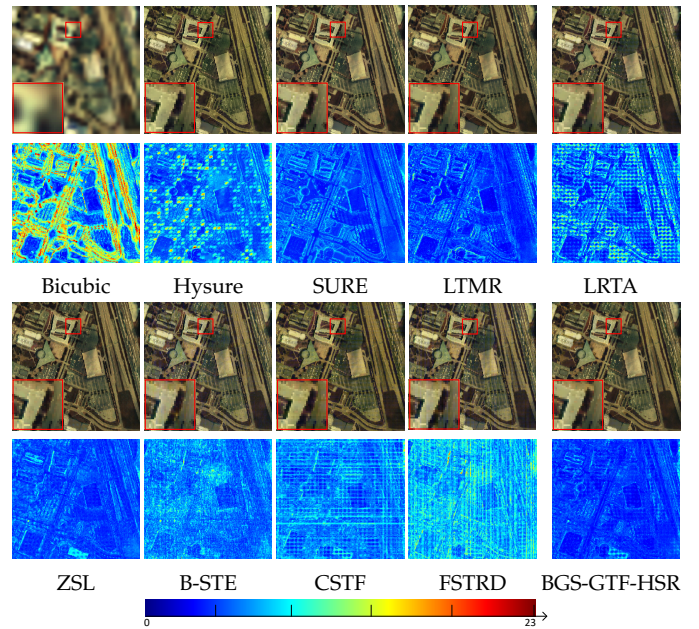 Bicubic Hysure SURE LTMR LRTA
ZSL B-STE CSTF FSTRD BGS-GTF-HSR
0 23